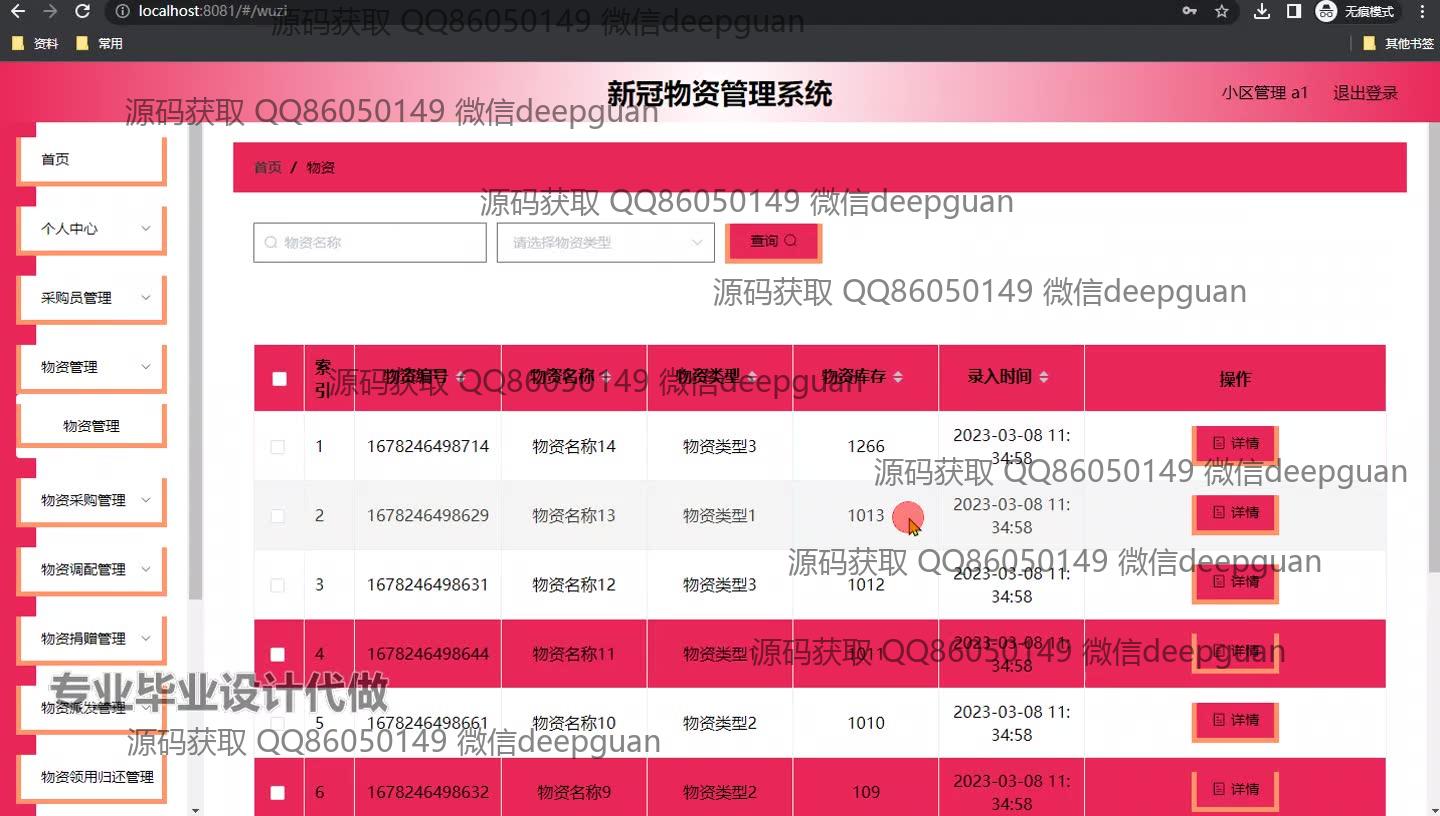 localhost:8081/#/wuzi
无痕模式
资料
常用
其他书签
源码获取 QQ86050149 微信deepguan
新冠物资管理系统
小区管理 a1
退出登录
源码获取 QQ86050149 微信deepguan
首页
个人中心
采购员管理
物资管理
物资管理
物资采购管理
物资调配管理
物资捐赠管理
物资派发管理
物资领用归还管理
首页 / 物资
源码获取 QQ86050149 微信deepguan
物资名称
请选择物资类型
查询
源码获取 QQ86050149 微信deepguan
索引 物资编号 物资名称 物资类型 物资库存 录入时间 操作
源码获取 QQ86050149 微信deepguan
1 1678246498714 物资名称14 物资类型3 1266 2023-03-08 11:34:58 详情
源码获取 QQ86050149 微信deepguan
2 1678246498629 物资名称13 物资类型1 1013 2023-03-08 11:34:58 详情
源码获取 QQ86050149 微信deepguan
3 1678246498631 物资名称12 物资类型3 1012 2023-03-08 11:34:58 详情
4 1678246498644 物资名称11 物资类型 1011 2023-03-08 11:34:58 详情
源码获取 QQ86050149 微信deepguan
专业毕业设计代做
5 1678246498661 物资名称10 物资类型2 1010 2023-03-08 11:34:58 详情
源码获取 QQ86050149 微信deepguan
6 1678246498632 物资名称9 物资类型2 109 2023-03-08 11:34:58 详情